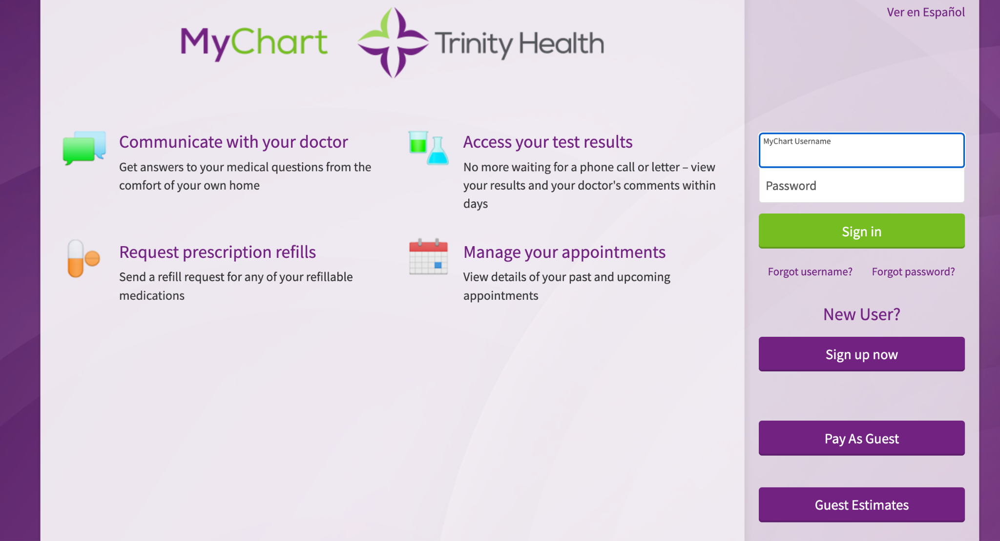 Ver en Español
MyChart
Trinity Health
Communicate with your doctor
Get answers to your medical questions from the
comfort of your own home
Access your test results
No more waiting for a phone call or letter – view
your results and your doctor's comments within
days
Request prescription refills
Send a refill request for any of your refillable
medications
Manage your appointments
View details of your past and upcoming
appointments
MyChart Username
Password
Sign in
Forgot username?
Forgot password?
New User?
Sign up now
Pay As Guest
Guest Estimates